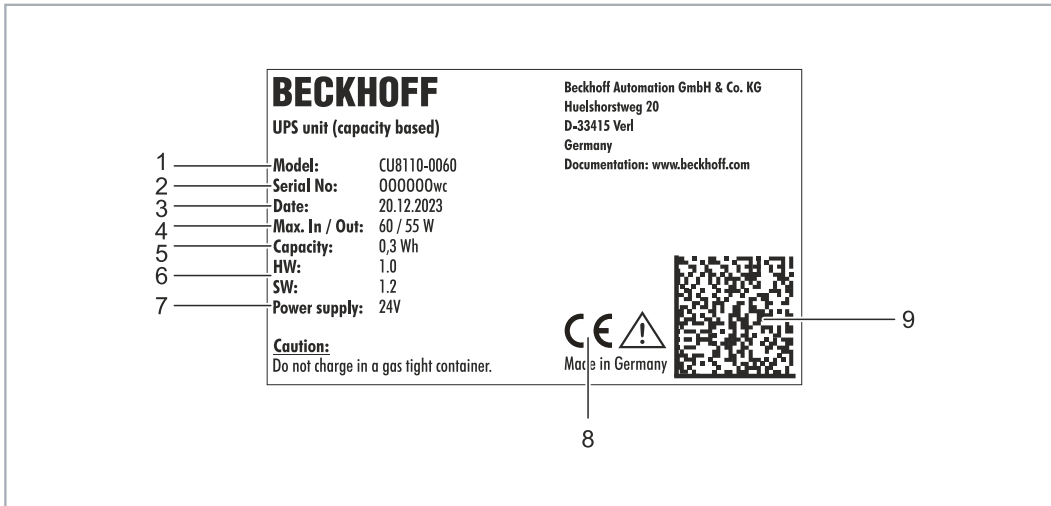 BECKHOFF
UPS unit (capacity based)
Beckhoff Automation GmbH & Co. KG
Huelshorstweg 20
D-33415 Verl
Germany
Documentation: www.beckhoff.com
1 Model: CU8110-0060
2 Serial No: 000000wc
3 Date: 20.12.2023
4 Max. In / Out: 60 / 55 W
5 Capacity: 0,3 Wh
6 HW: 1.0
SW: 1.2
7 Power supply: 24V
Caution:
Do not charge in a gas tight container.
CE
Made in Germany
8
9